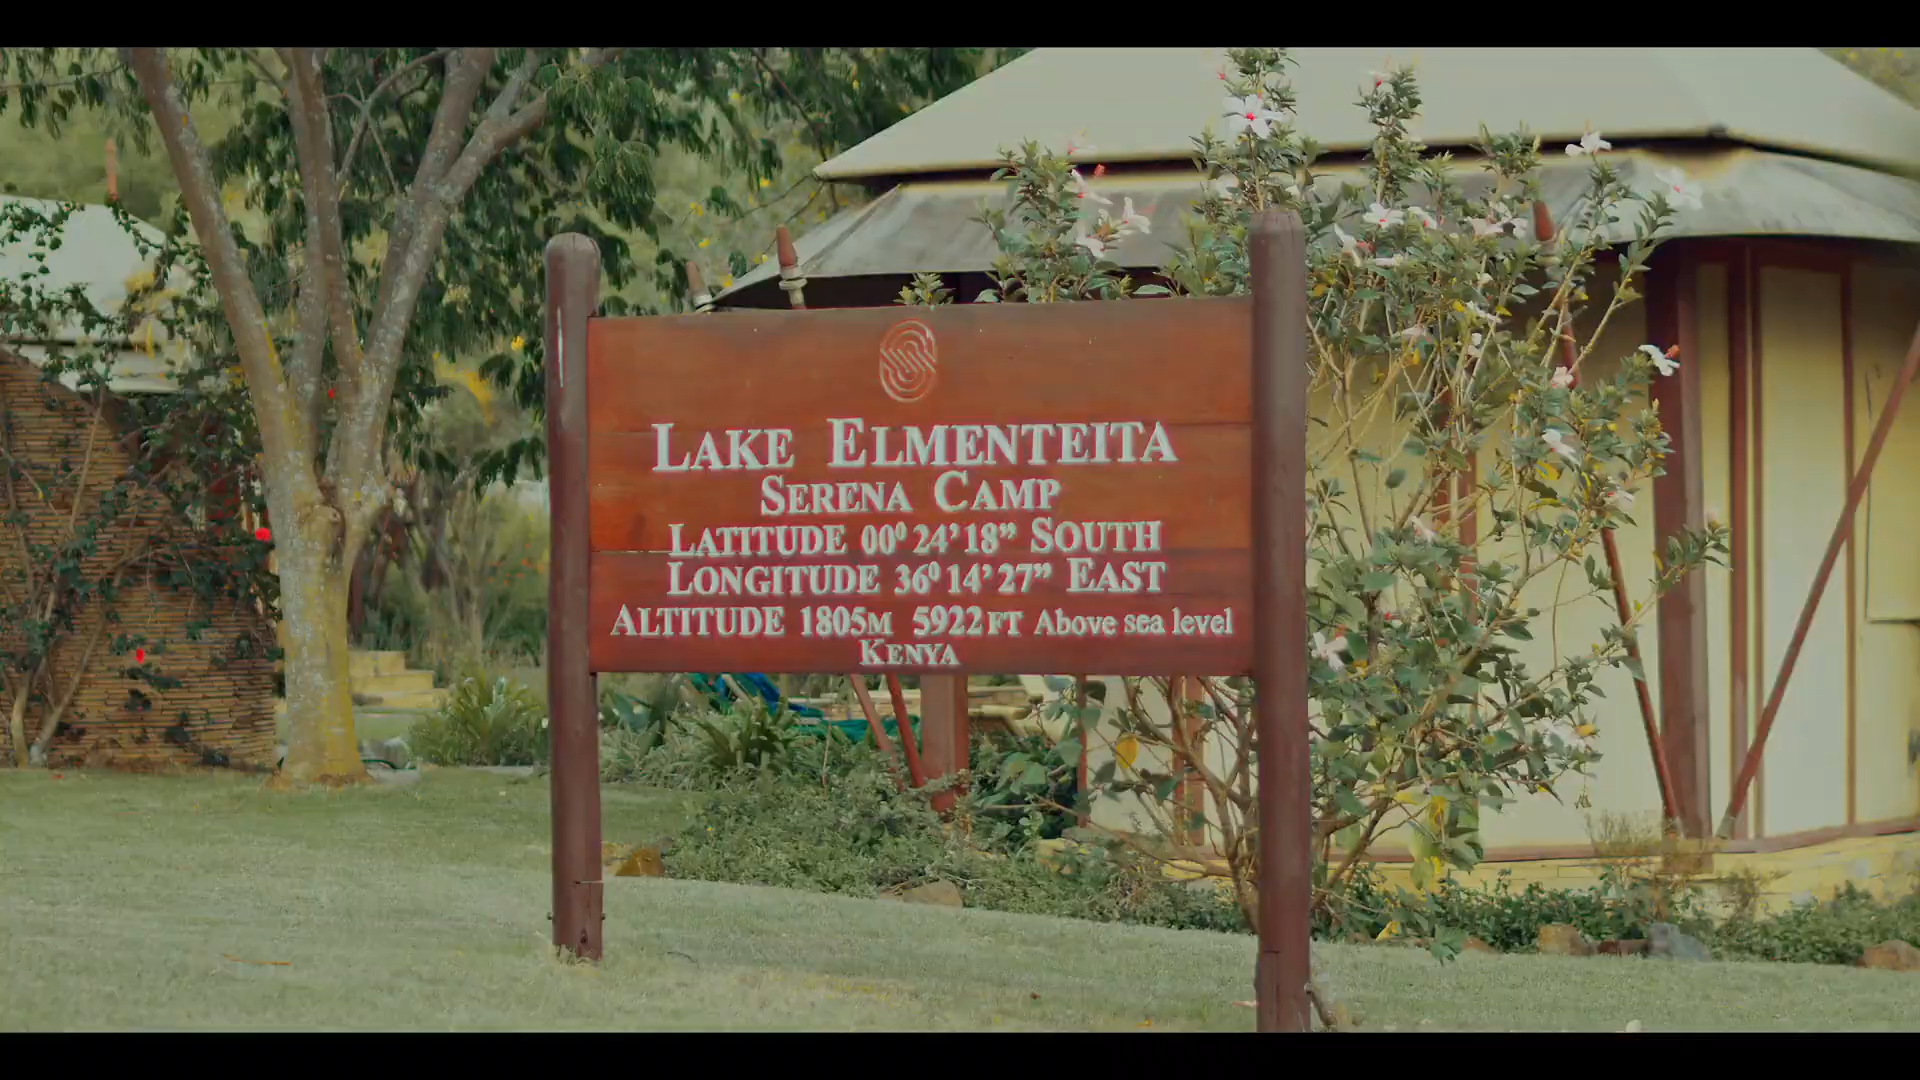 LAKE ELMENTEITA
SERENA CAMP
LATITUDE 00⁰ 24’ 18” SOUTH
LONGITUDE 36⁰ 14’ 27” EAST
ALTITUDE 1805M 5922FT Above sea level
KENYA